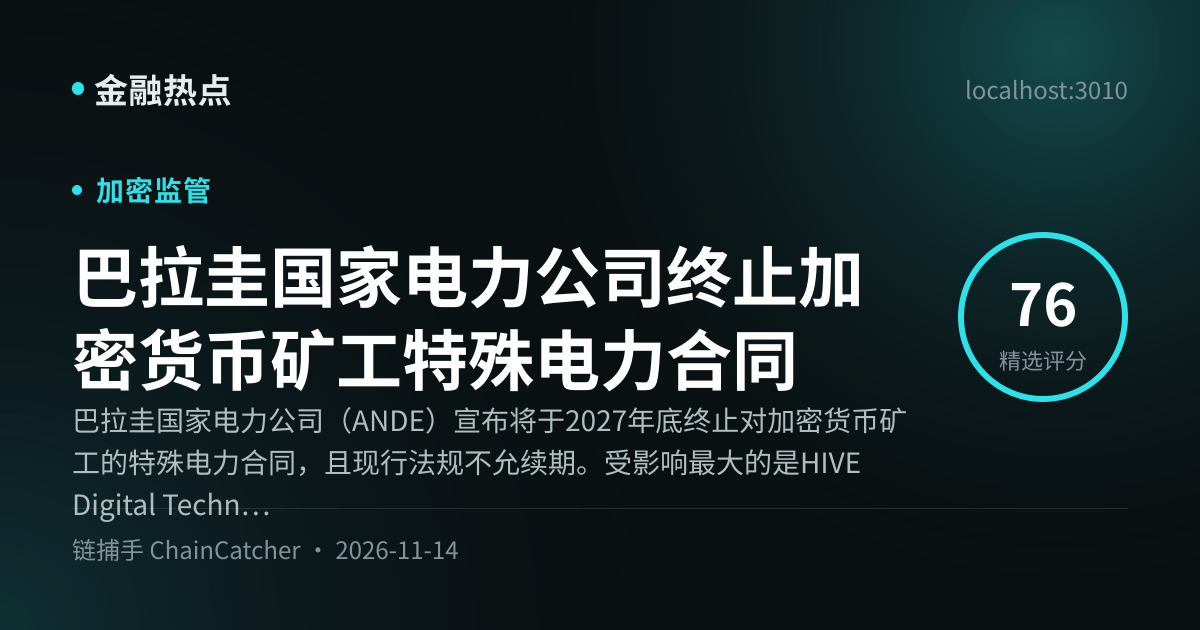 金融热点
localhost:3010
加密监管
巴拉圭国家电力公司终止加
密货币矿工特殊电力合同
76
精选评分
巴拉圭国家电力公司（ANDE）宣布将于2027年底终止对加密货币矿
工的特殊电力合同，且现行法规不允续期。受影响最大的是HIVE
Digital Techn…
链捕手 ChainCatcher · 2026-11-14